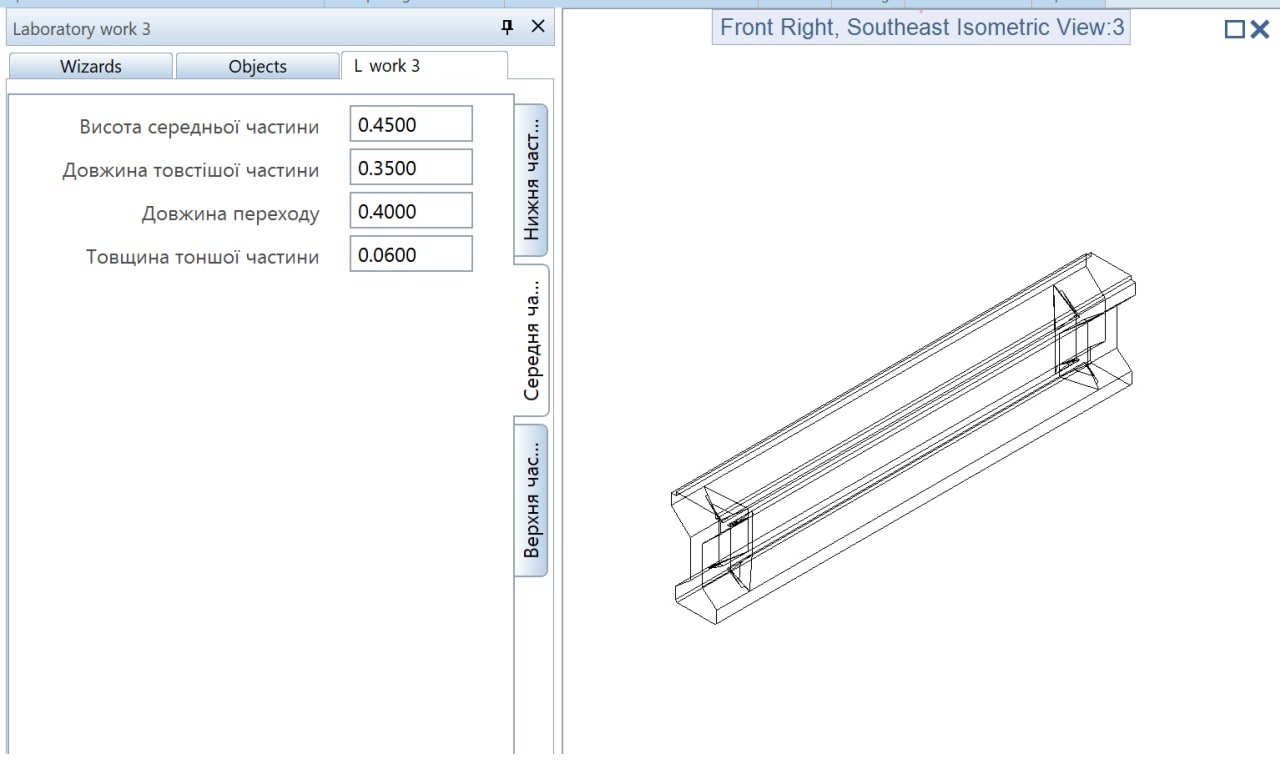 Laboratory work 3
Wizards
Objects
L work 3
Висота середньої частини
0.4500
Довжина товстішої частини
0.3500
Довжина переходу
0.4000
Товщина тоншої частини
0.0600
Нижня част...
Середня ча...
Верхня час...
Front Right, Southeast Isometric View:3